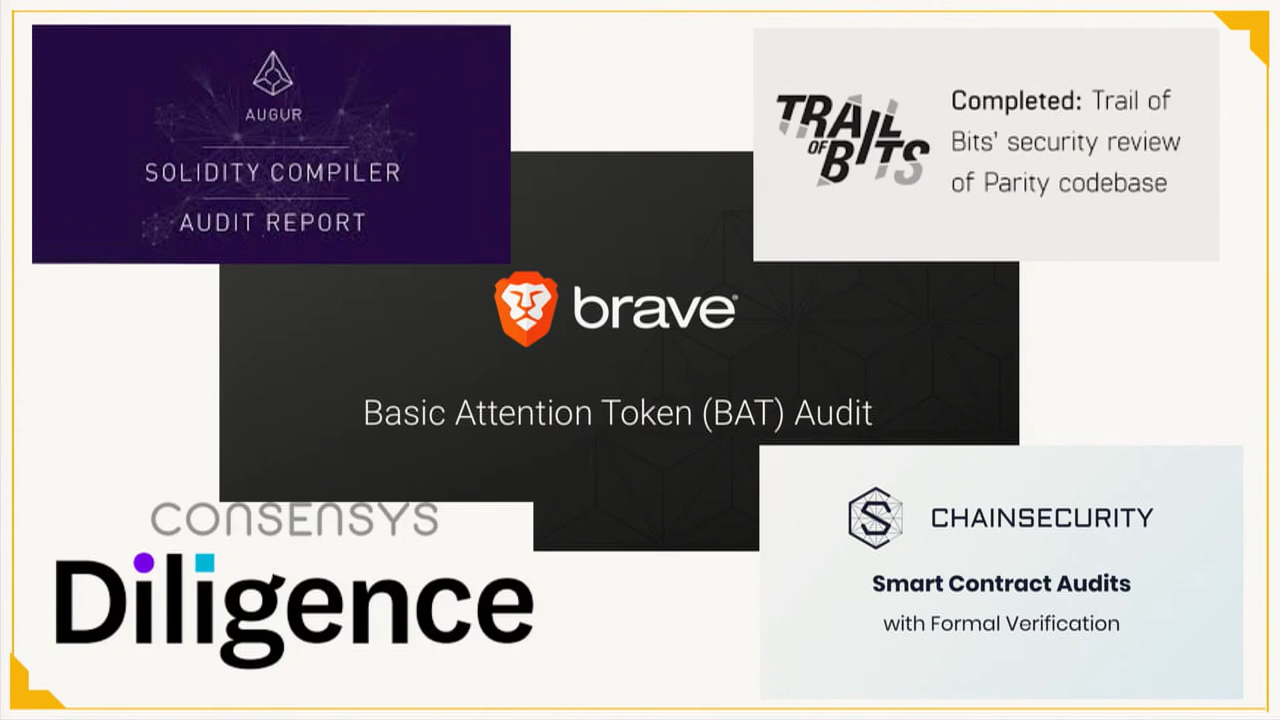 AUGUR
SOLIDITY COMPILER
AUDIT REPORT
TRAIL
OF
BITS
Completed: Trail of
Bits' security review
of Parity codebase
brave
Basic Attention Token (BAT) Audit
CONSENSYS
Diligence
CHAINSECURITY
Smart Contract Audits
with Formal Verification